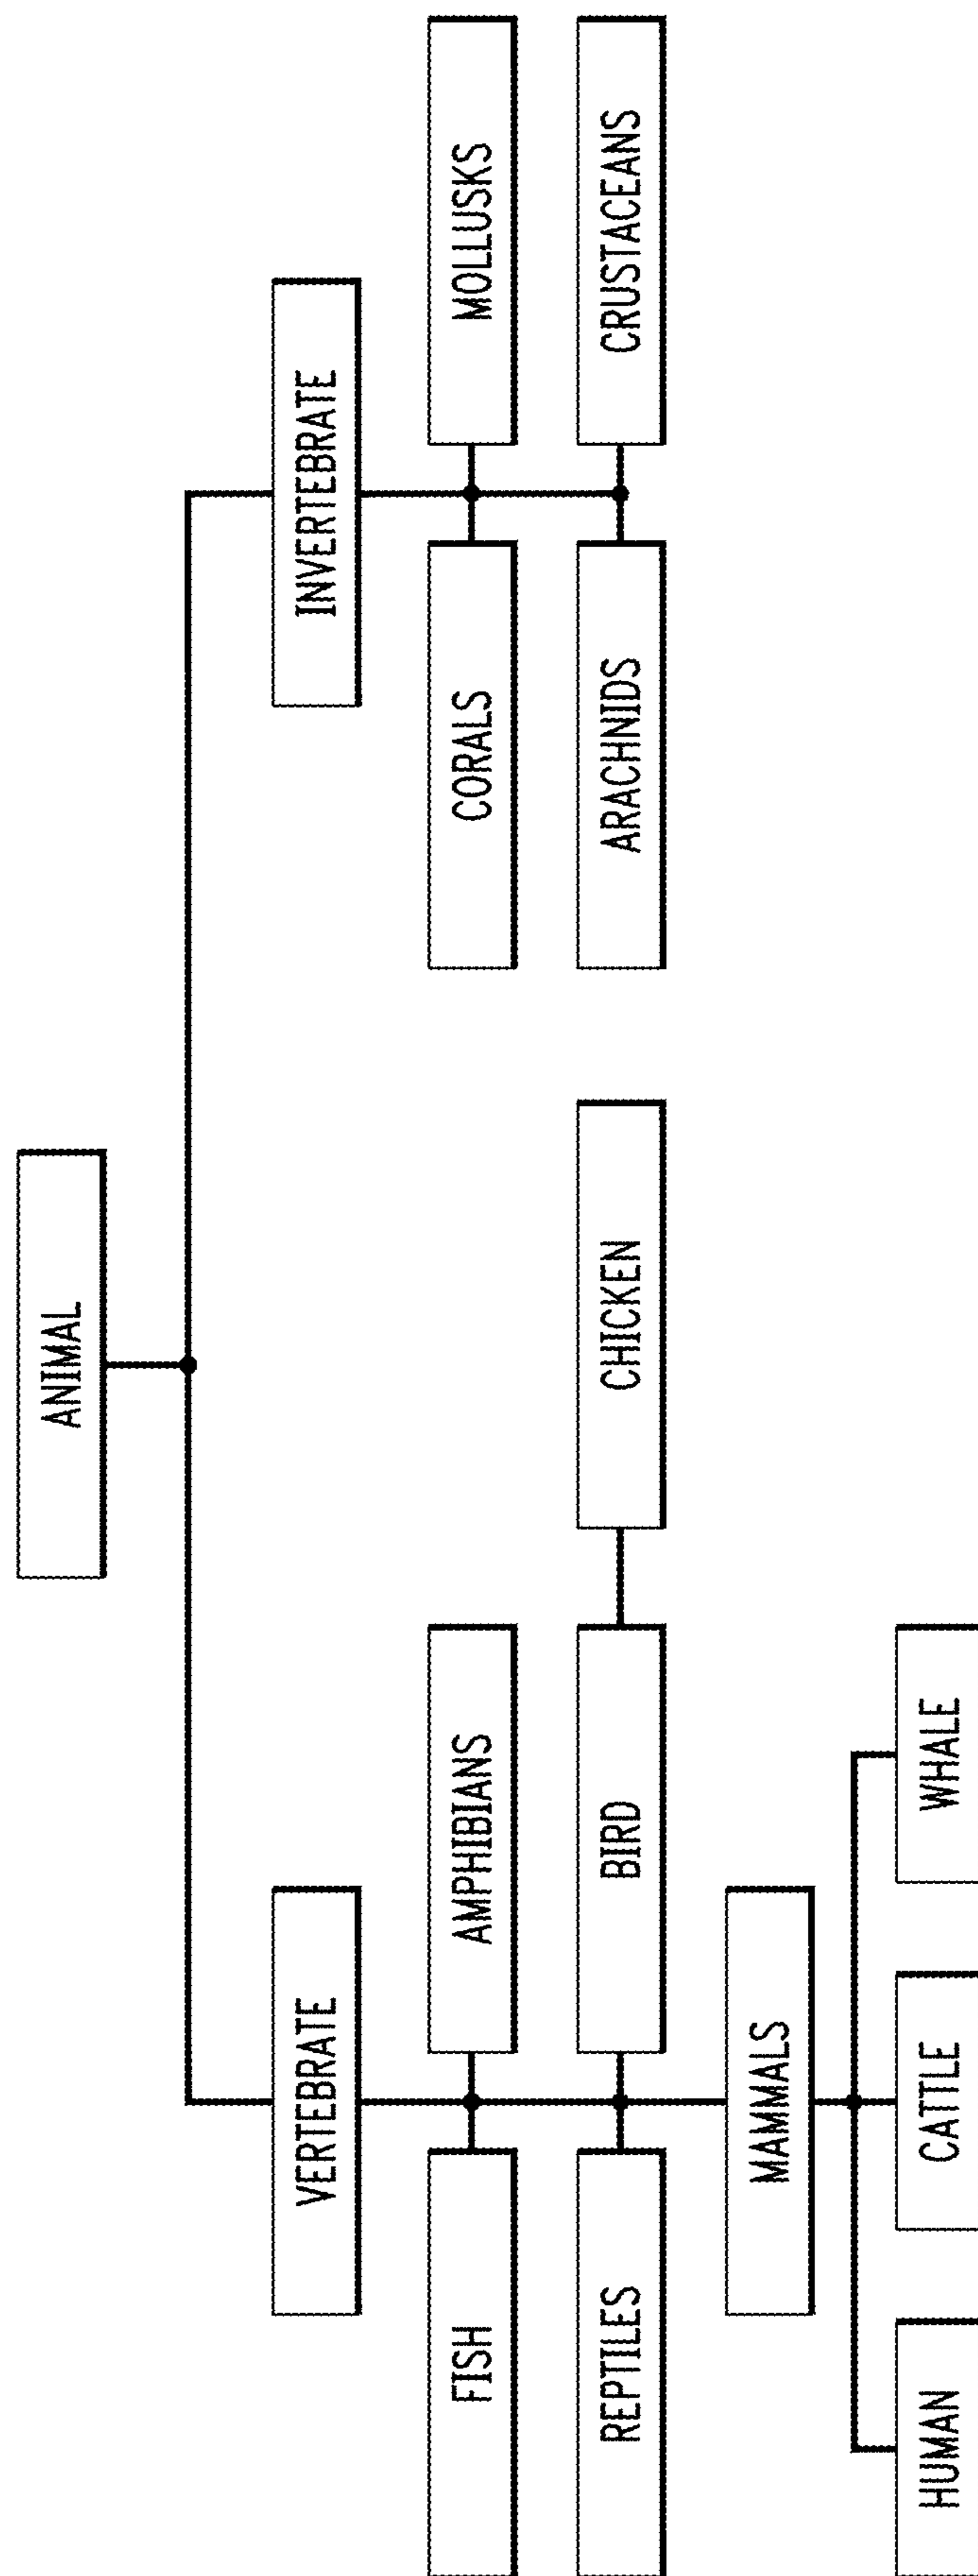 ANIMAL
VERTEBRATE
INVERTEBRATE
FISH
AMPHIBIANS
CORALS
MOLLUSKS
REPTILES
BIRD
CHICKEN
ARACHNIDS
CRUSTACEANS
MAMMALS
HUMAN
CATTLE
WHALE